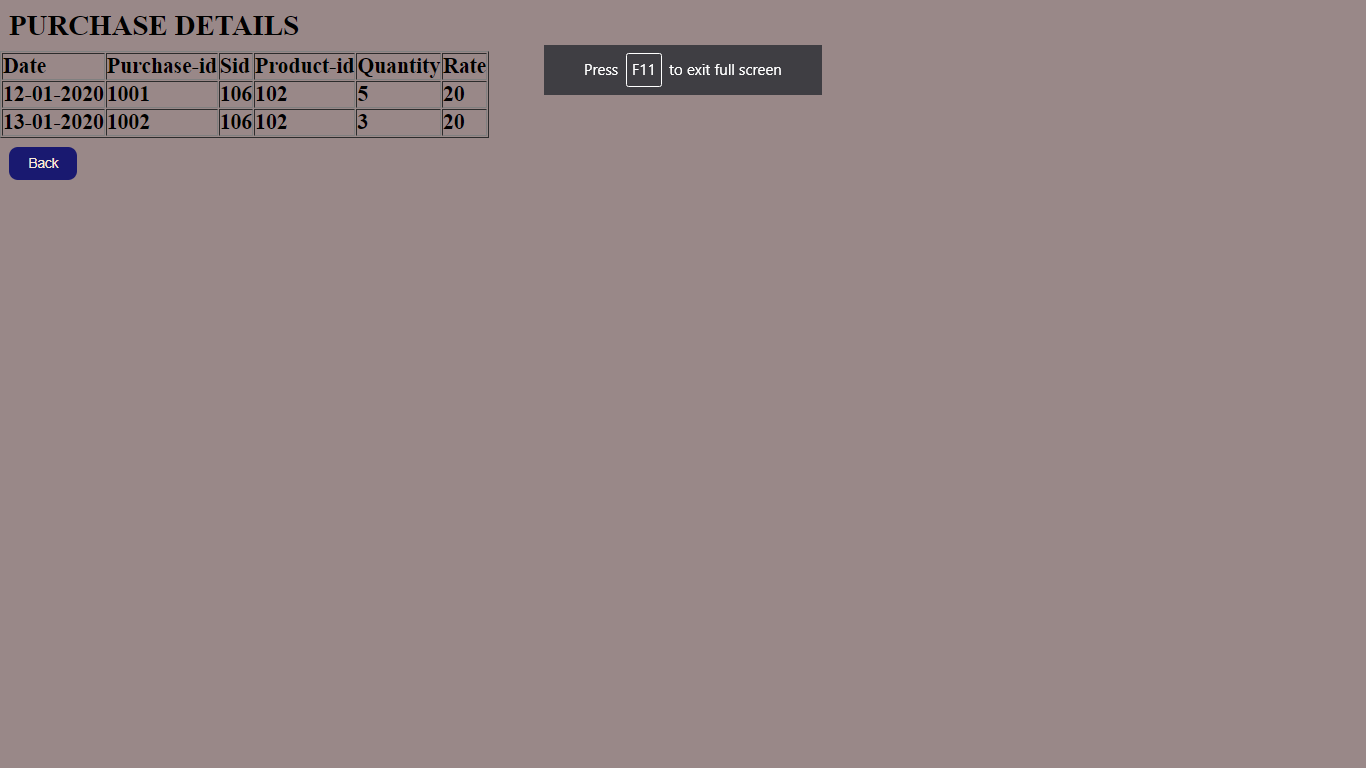 PURCHASE DETAILS
Date Purchase-id Sid Product-id Quantity Rate
12-01-2020 1001 106 102 5 20
13-01-2020 1002 106 102 3 20
Back
Press F11 to exit full screen